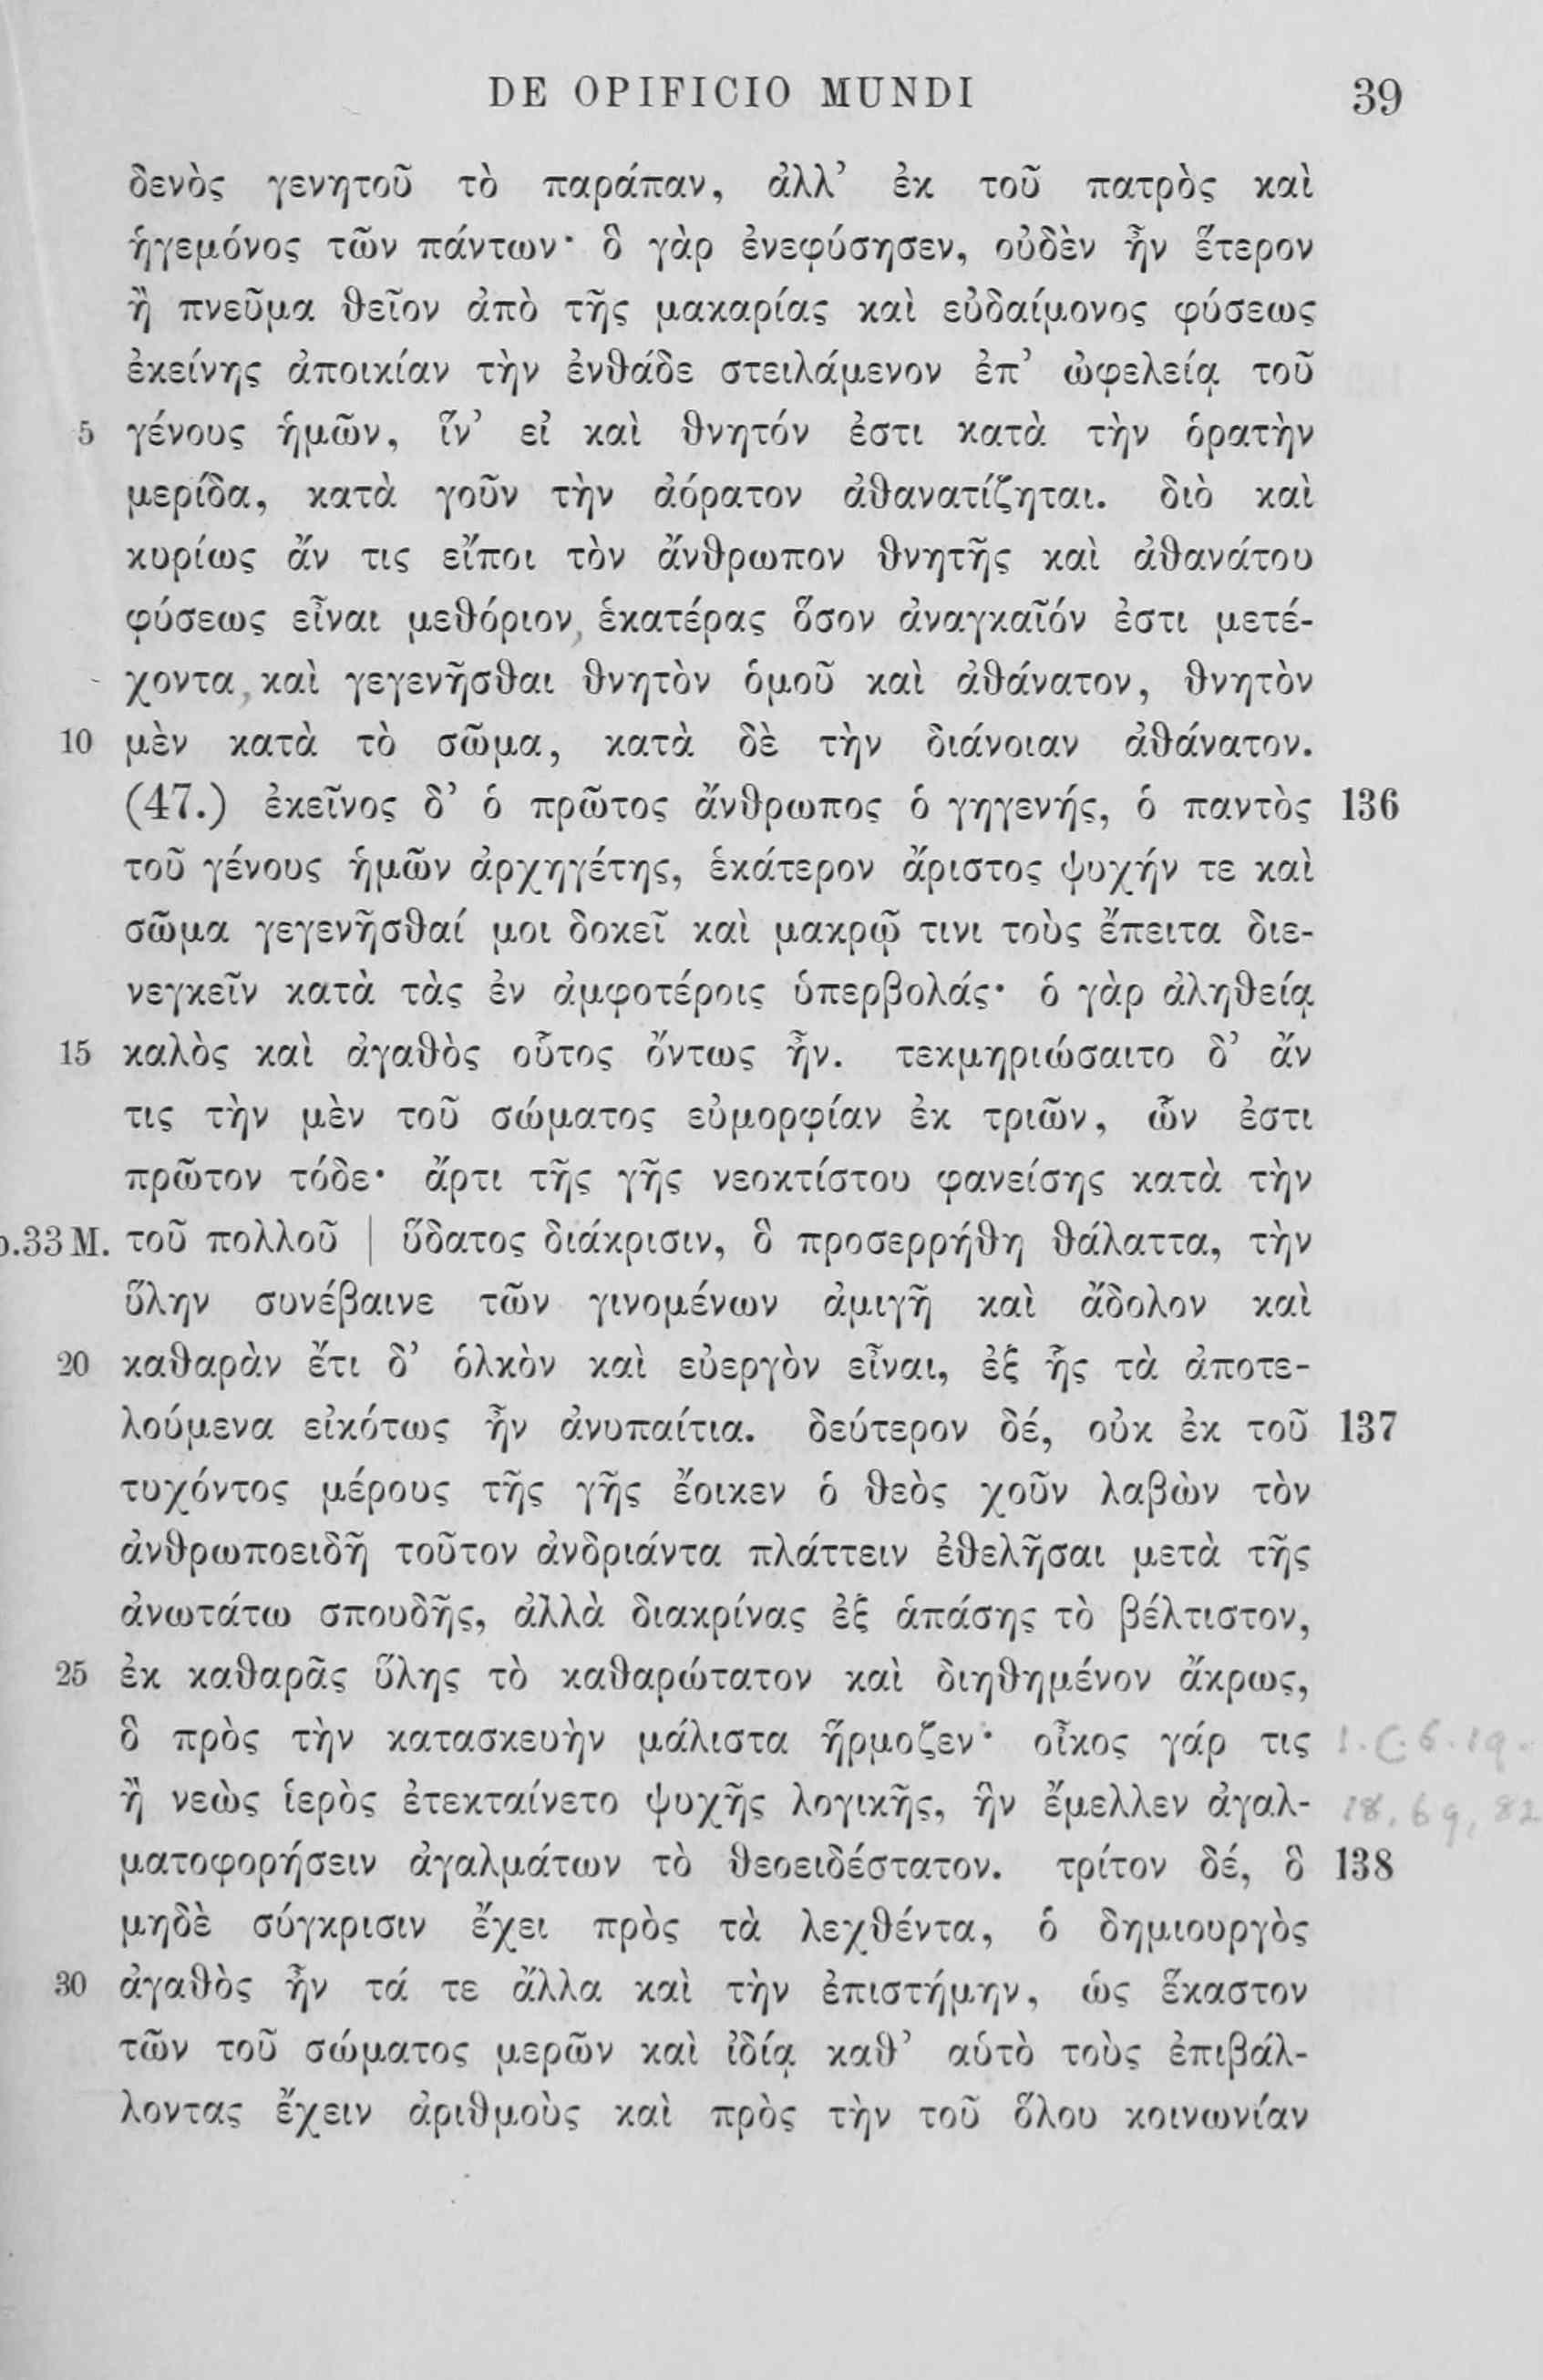 DE OPIFICIO MUNDI 39
δενὸς γενητοῦ τὸ παράπαν, ἀλλ’ ἐκ τοῦ πατρὸς καὶ
ἡγεμόνος τῶν πάντων· ὃ γὰρ ἐνεφύσησεν, οὐδὲν ἦν ἕτερον
ἢ πνεῦμα θεῖον ἀπὸ τῆς μακαρίας καὶ εὐδαίμονος φύσεως
ἐκείνης ἀποικίαν τὴν ἐνθάδε στειλάμενον ἐπ’ ὠφελείᾳ τοῦ
5 γένους ἡμῶν, ἵν’ εἰ καὶ θνητόν ἐστι κατὰ τὴν ὁρατὴν
μερίδα, κατὰ γοῦν τὴν ἀόρατον ἀθανατίζηται. διὸ καὶ
κυρίως ἄν τις εἴποι τὸν ἄνθρωπον θνητῆς καὶ ἀθανάτου
φύσεως εἶναι μεθόριον, ἑκατέρας ὅσον ἀναγκαῖόν ἐστι μετέ-
χοντα, καὶ γεγενῆσθαι θνητὸν ὁμοῦ καὶ ἀθάνατον, θνητὸν
10 μὲν κατὰ τὸ σῶμα, κατὰ δὲ τὴν διάνοιαν ἀθάνατον.
(47.) ἐκεῖνος δ’ ὁ πρῶτος ἄνθρωπος ὁ γηγενής, ὁ παντὸς 136
τοῦ γένους ἡμῶν ἀρχηγέτης, ἑκάτερον ἄριστος ψυχήν τε καὶ
σῶμα γεγενῆσθαί μοι δοκεῖ καὶ μακρῷ τινι τοὺς ἔπειτα διε-
νεγκεῖν κατὰ τὰς ἐν ἀμφοτέροις ὑπερβολάς· ὁ γὰρ ἀληθείᾳ
15 καλὸς καὶ ἀγαθὸς οὗτος ὄντως ἦν. τεκμηριώσαιτο δ’ ἄν
τις τὴν μὲν τοῦ σώματος εὐμορφίαν ἐκ τριῶν, ὧν ἐστι
πρῶτον τόδε· ἄρτι τῆς γῆς νεοκτίστου φανείσης κατὰ τὴν
p.33 M. τοῦ πολλοῦ | ὕδατος διάκρισιν, ὃ προσερρήθη θάλαττα, τὴν
ὕλην συνέβαινε τῶν γινομένων ἀμιγῆ καὶ ἄδολον καὶ
20 καθαρὰν ἔτι δ’ ὁλκὸν καὶ εὐεργὸν εἶναι, ἐξ ἧς τὰ ἀποτε-
λούμενα εἰκότως ἦν ἀνυπαίτια. δεύτερον δέ, οὐκ ἐκ τοῦ 137
τυχόντος μέρους τῆς γῆς ἔοικεν ὁ θεὸς χοῦν λαβὼν τὸν
ἀνθρωποειδῆ τοῦτον ἀνδριάντα πλάττειν ἐθελῆσαι μετὰ τῆς
ἀνωτάτω σπουδῆς, ἀλλὰ διακρίνας ἐξ ἁπάσης τὸ βέλτιστον,
25 ἐκ καθαρᾶς ὕλης τὸ καθαρώτατον καὶ διηθημένον ἄκρως,
ὃ πρὸς τὴν κατασκευὴν μάλιστα ἥρμοζεν· οἶκος γάρ τις
ἢ νεὼς ἱερὸς ἐτεκταίνετο ψυχῆς λογικῆς, ἣν ἔμελλεν ἀγαλ- 18. 69, 82
ματοφορήσειν ἀγαλμάτων τὸ θεοειδέστατον. τρίτον δέ, ὃ 138
μηδὲ σύγκρισιν ἔχει πρὸς τὰ λεχθέντα, ὁ δημιουργὸς
30 ἀγαθὸς ἦν τά τε ἄλλα καὶ τὴν ἐπιστήμην, ὡς ἕκαστον
τῶν τοῦ σώματος μερῶν καὶ ἰδίᾳ καθ’ αὑτὸ τοὺς ἐπιβάλ-
λοντας ἔχειν ἀριθμοὺς καὶ πρὸς τὴν τοῦ ὅλου κοινωνίαν